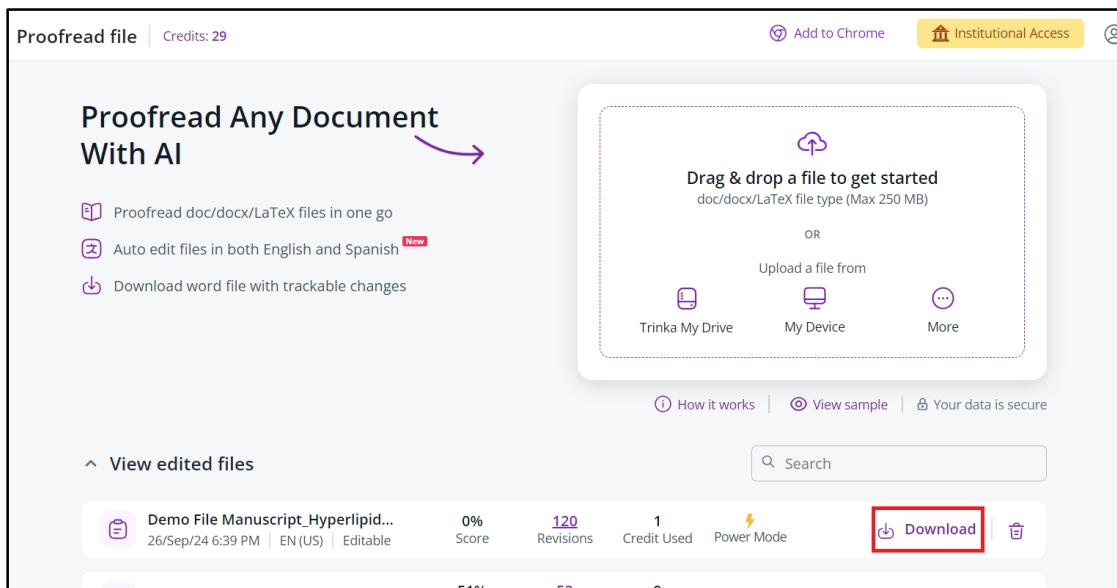 Proofread file
Credits: 29
Add to Chrome
Institutional Access
Proofread Any Document
With AI
Proofread doc/docx/LaTeX files in one go
Auto edit files in both English and Spanish New
Download word file with trackable changes
Drag & drop a file to get started
doc/docx/LaTeX file type (Max 250 MB)
OR
Upload a file from
Trinka My Drive
My Device
More
How it works
View sample
Your data is secure
View edited files
Search
Demo File Manuscript_Hyperlipid...
26/Sep/24 6:39 PM
EN (US)
Editable
0%
Score
120
Revisions
1
Credit Used
Power Mode
Download